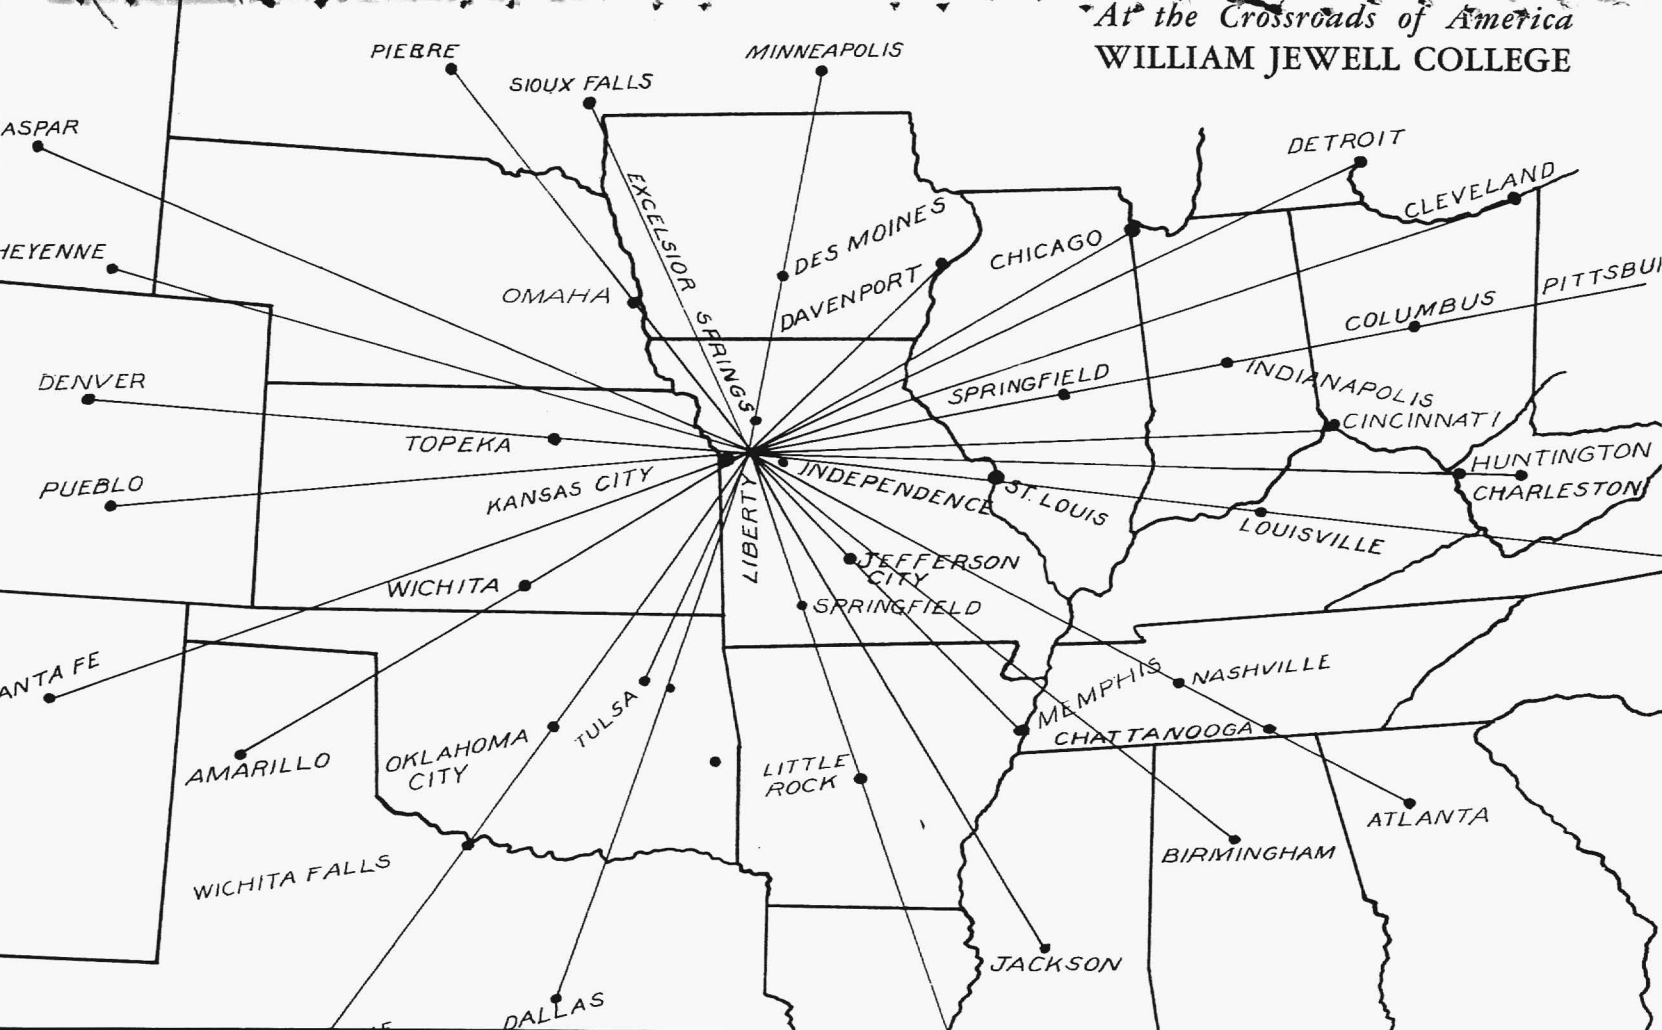 At the Crossroads of America
WILLIAM JEWELL COLLEGE
PIERRE
MINNEAPOLIS
SIOUX FALLS
ASPAR
DETROIT
CLEVELAND
EXCELSIOR SPRINGS
DES MOINES
CHICAGO
HEYENNE
OMAHA
DAVENPORT
PITTSBU
COLUMBUS
DENVER
SPRINGFIELD
INDIANAPOLIS
CINCINNATI
TOPEKA
HUNTINGTON
CHARLESTON
PUEBLO
KANSAS CITY
INDEPENDENCE
ST. LOUIS
LIBERTY
LOUISVILLE
JEFFERSON
CITY
WICHITA
SPRINGFIELD
ANTA FE
MEMPHIS
NASHVILLE
TULSA
CHATTANOOGA
OKLAHOMA
CITY
AMARILLO
LITTLE
ROCK
ATLANTA
BIRMINGHAM
WICHITA FALLS
JACKSON
DALLAS